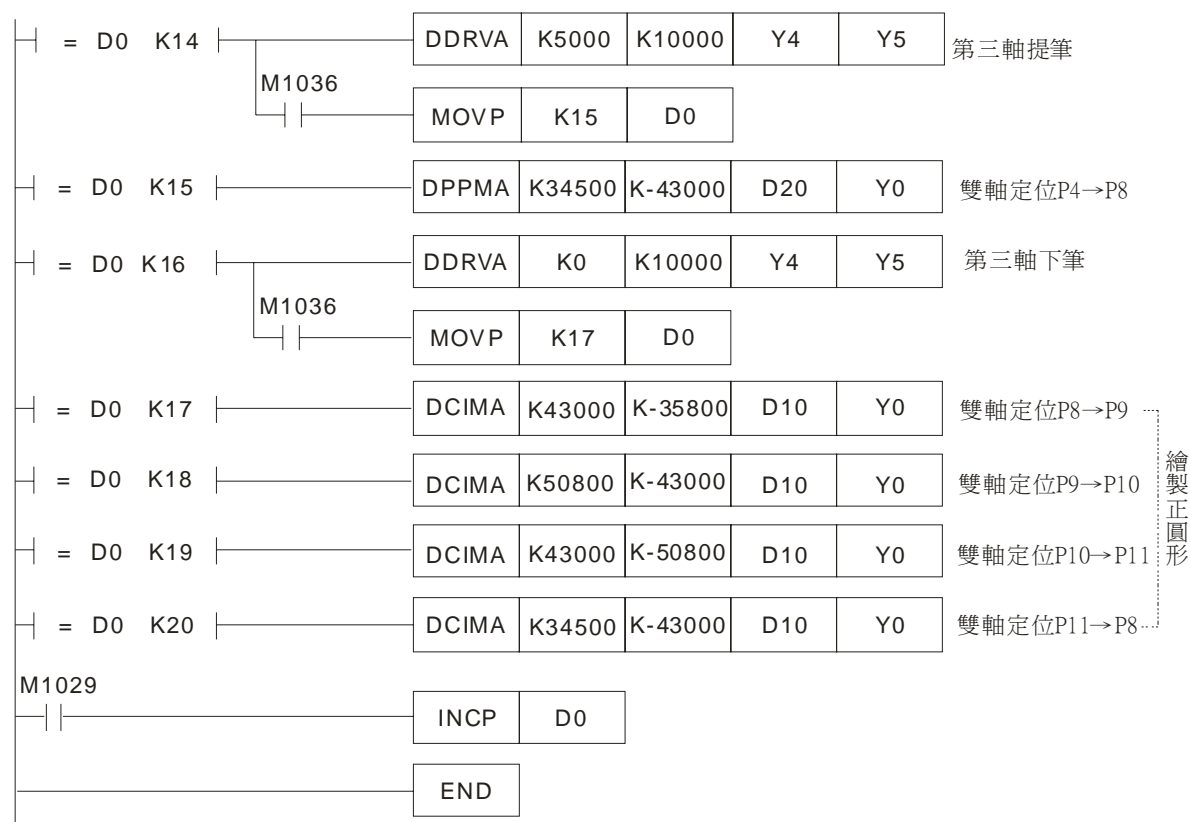 = D0 K14 DDRVA K5000 K10000 Y4 Y5 第三軸提筆
M1036
MOVP K15 D0
= D0 K15 DPPMA K34500 K-43000 D20 Y0 雙軸定位P4→P8
= D0 K16 DDRVA K0 K10000 Y4 Y5 第三軸下筆
M1036
MOVP K17 D0
= D0 K17 DCIMA K43000 K-35800 D10 Y0 雙軸定位P8→P9
= D0 K18 DCIMA K50800 K-43000 D10 Y0 雙軸定位P9→P10
= D0 K19 DCIMA K43000 K-50800 D10 Y0 雙軸定位P10→P11
= D0 K20 DCIMA K34500 K-43000 D10 Y0 雙軸定位P11→P8
繪製正圓形
M1029
INCP D0
END